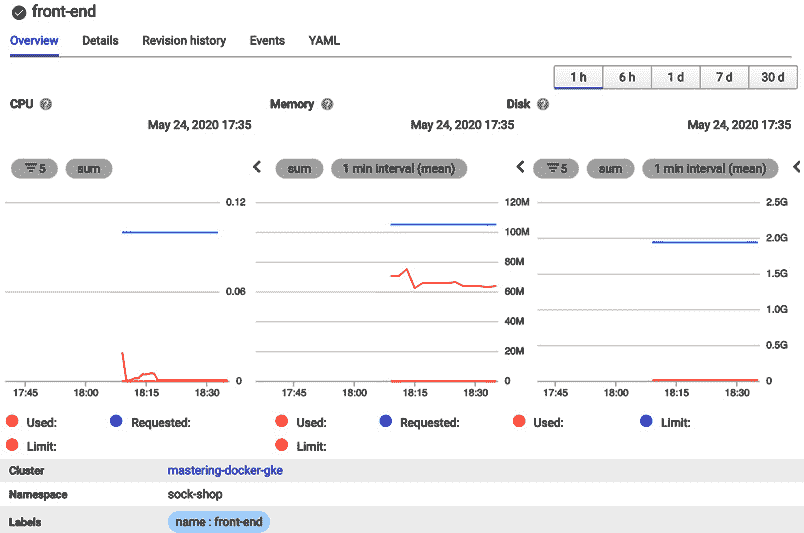 front-end
Overview Details Revision history Events YAML
1 h 6 h 1 d 7 d 30 d
CPU Memory Disk
May 24, 2020 17:35 May 24, 2020 17:35 May 24, 2020 17:35
5 sum sum 1 min interval (mean) 5 sum 1 min interval (mean)
0.12 120M 2.5G
100M 2.0G
80M 1.5G
0.06 60M 1.0G
40M 0.5G
20M
0 0 0
17:45 18:00 18:15 18:30 17:45 18:00 18:15 18:30 17:45 18:00 18:15 18:30
Used: Requested: Used: Requested: Used: Limit:
Limit: Limit:
Cluster mastering-docker-gke
Namespace sock-shop
Labels name : front-end